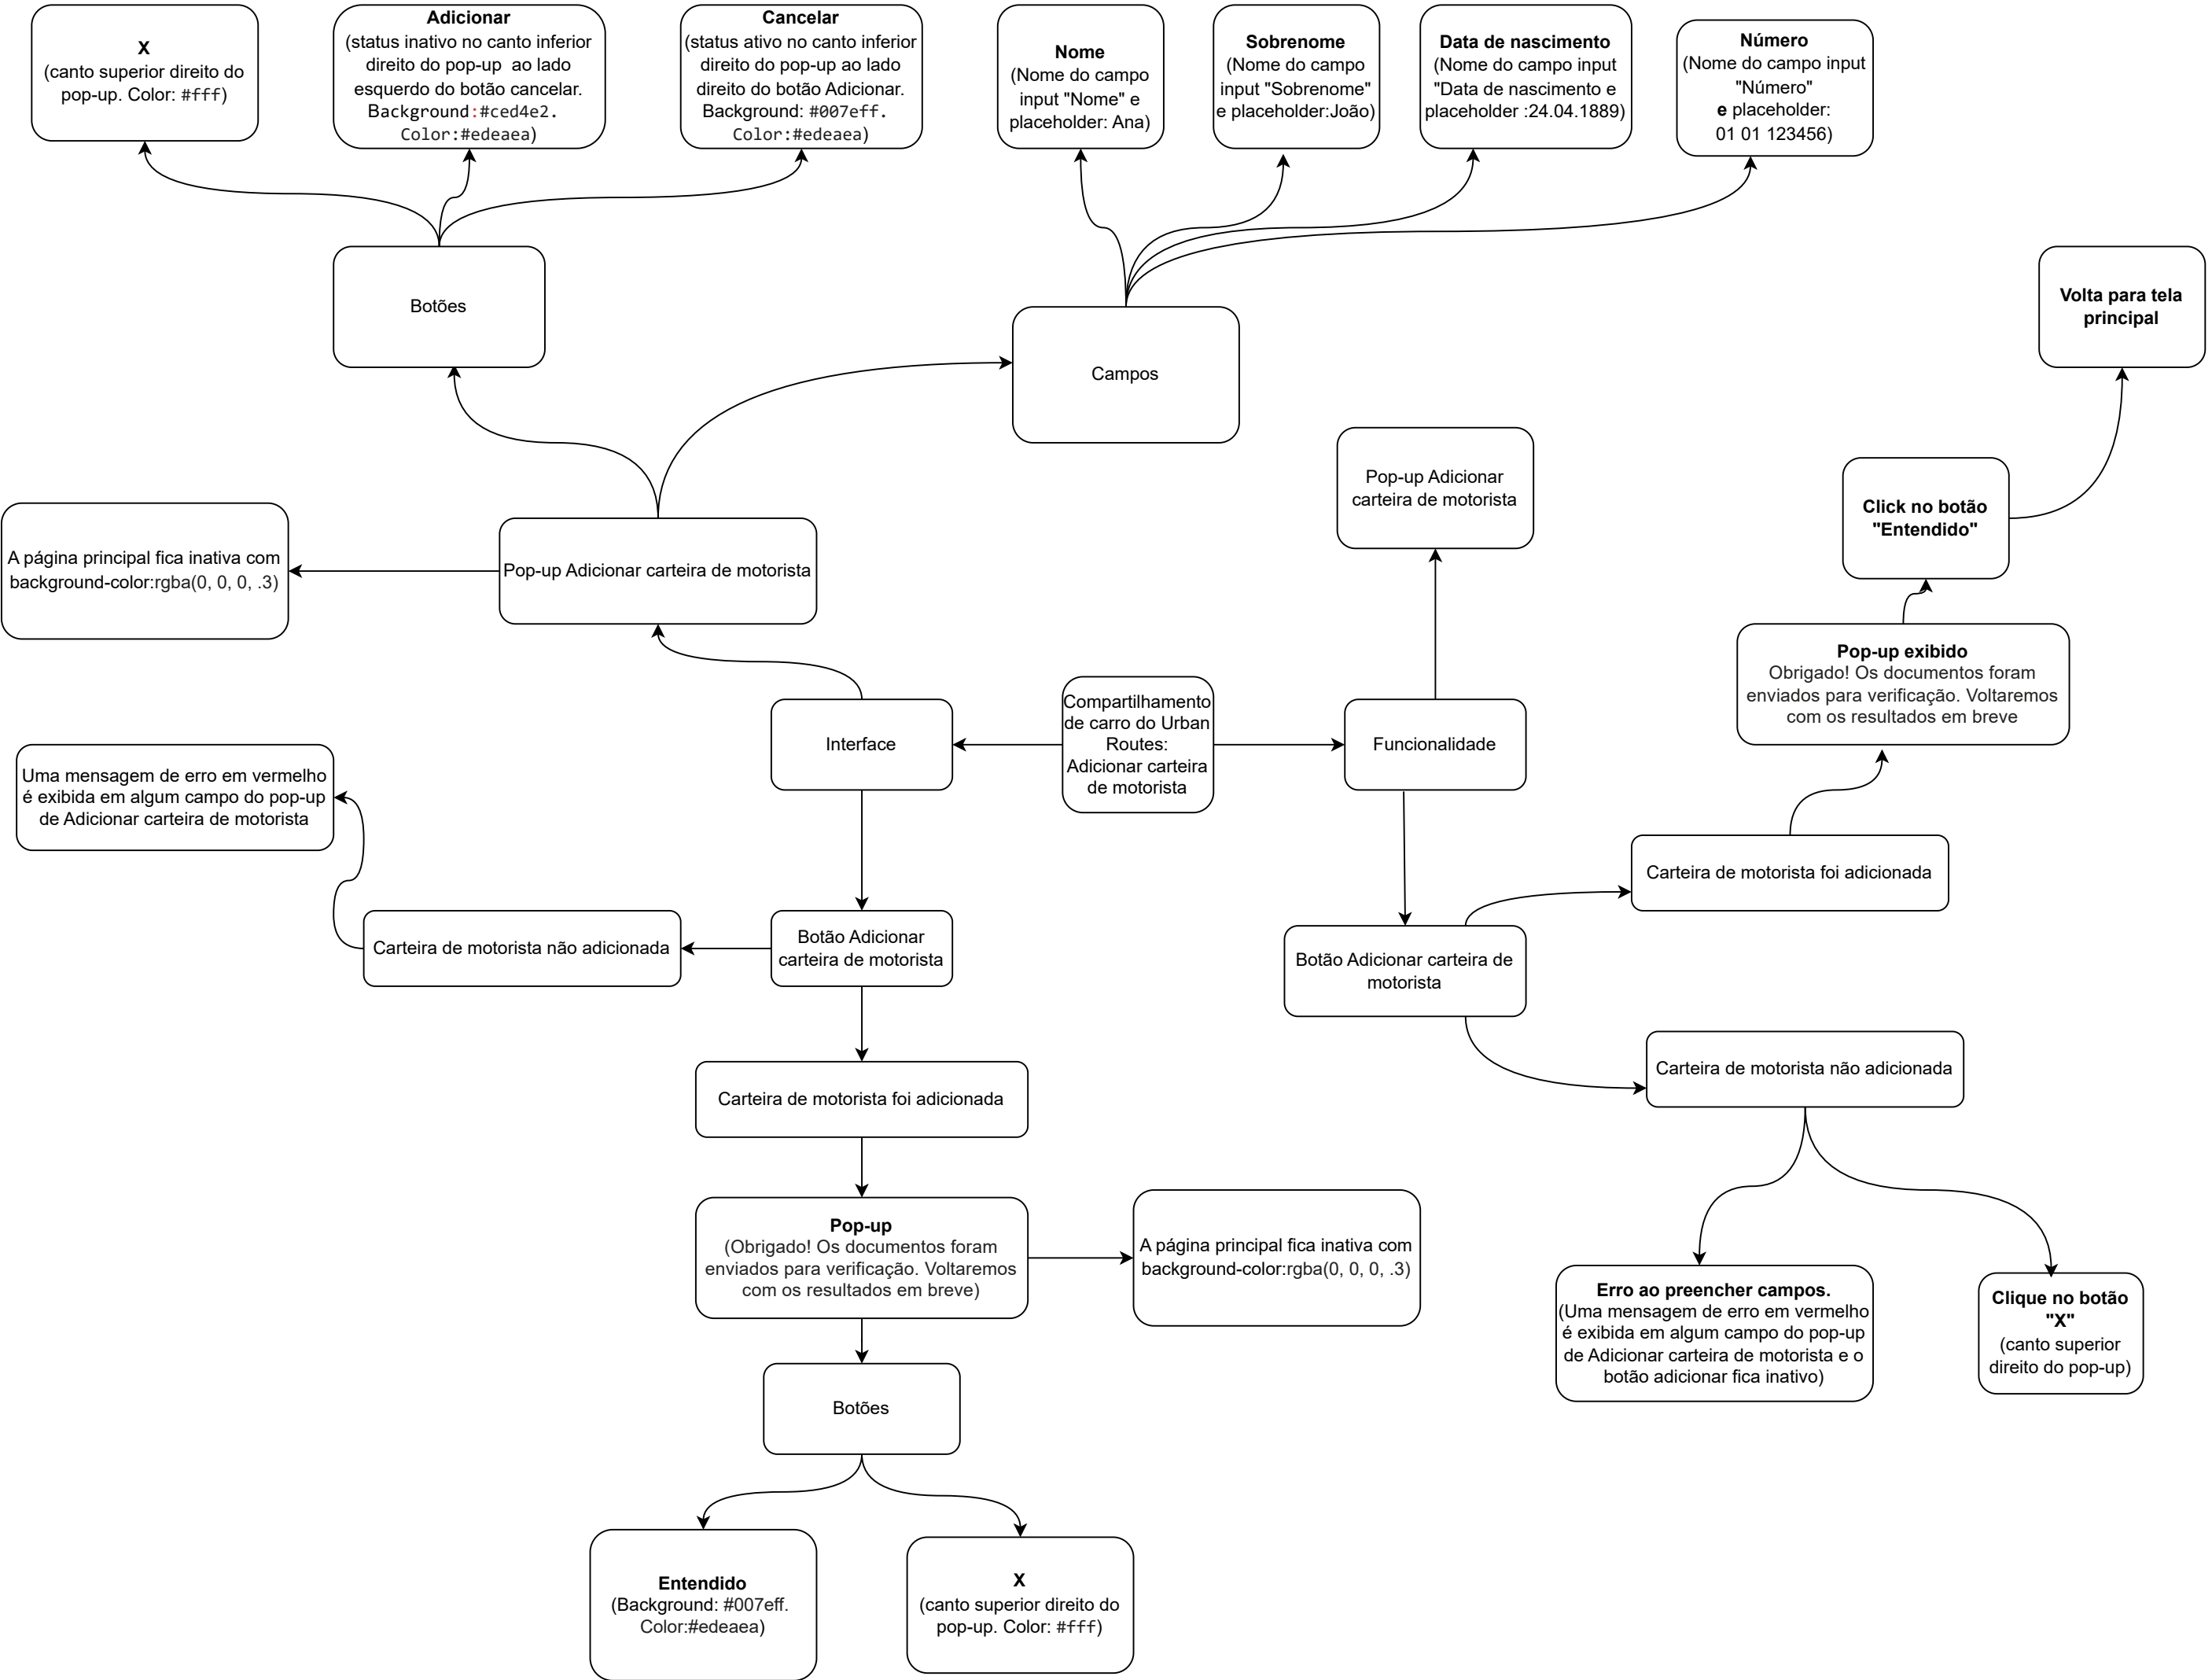 X
(canto superior direito do
pop-up. Color: #fff)
Adicionar
(status inativo no canto inferior
direito do pop-up  ao lado
esquerdo do botão cancelar.
Background:#ced4e2.
Color:#edeaea)
Cancelar
(status ativo no canto inferior
direito do pop-up ao lado
direito do botão Adicionar.
Background: #007eff.
Color:#edeaea)
Nome
(Nome do campo
input "Nome" e
placeholder: Ana)
Sobrenome
(Nome do campo
input "Sobrenome"
e placeholder:João)
Data de nascimento
(Nome do campo input
"Data de nascimento e
placeholder :24.04.1889)
Número
(Nome do campo input
"Número"
e placeholder:
01 01 123456)
Botões
Campos
Volta para tela
principal
Pop-up Adicionar
carteira de motorista
Click no botão
"Entendido"
A página principal fica inativa com
background-color:rgba(0, 0, 0, .3)
Pop-up Adicionar carteira de motorista
Pop-up exibido
Obrigado! Os documentos foram
enviados para verificação. Voltaremos
com os resultados em breve
Interface
Compartilhamento
de carro do Urban
Routes:
Adicionar carteira
de motorista
Funcionalidade
Uma mensagem de erro em vermelho
é exibida em algum campo do pop-up
de Adicionar carteira de motorista
Carteira de motorista foi adicionada
Carteira de motorista não adicionada
Botão Adicionar
carteira de motorista
Botão Adicionar carteira de
motorista
Carteira de motorista não adicionada
Carteira de motorista foi adicionada
Pop-up
(Obrigado! Os documentos foram
enviados para verificação. Voltaremos
com os resultados em breve)
A página principal fica inativa com
background-color:rgba(0, 0, 0, .3)
Erro ao preencher campos.
(Uma mensagem de erro em vermelho
é exibida em algum campo do pop-up
de Adicionar carteira de motorista e o
botão adicionar fica inativo)
Clique no botão
"X"
(canto superior
direito do pop-up)
Botões
Entendido
(Background: #007eff.
Color:#edeaea)
X
(canto superior direito do
pop-up. Color: #fff)